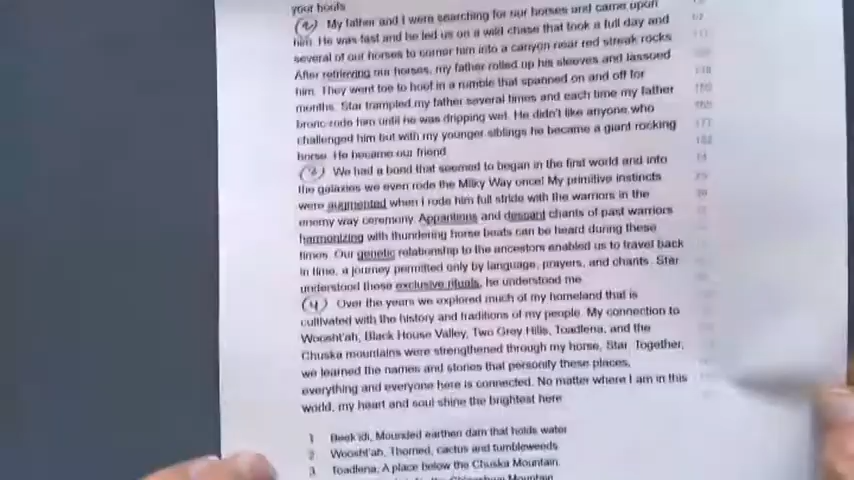 your hoofs
(2) My father and I were searching for our horses and came upon
him. He was fast and he led us on a wild chase that took a full day and
several of our horses to corner him into a canyon near red streak rocks
After retrieving our horses, my father rolled up his sleeves and lassoed
him. They went toe to hoof in a rumble that spanned on and off for
months. Star trampled my father several times and each time my father
bronc-rode him until he was dripping wet. He didn't like anyone who
challenged him but with my younger siblings he became a giant rocking
horse. He became our friend
(3) We had a bond that seemed to began in the first world and into
the galaxies we even rode the Milky Way once! My primitive instincts
were augmented when I rode him full stride with the warriors in the
enemy way ceremony. Apparitions and descant chants of past warriors
harmonizing with thundering horse beats can be heard during these
times. Our genetic relationship to the ancestors enabled us to travel back
in time, a journey permitted only by language, prayers, and chants. Star
understood these exclusive rituals, he understood me
(4) Over the years we explored much of my homeland that is
cultivated with the history and traditions of my people. My connection to
Woosht'ah, Black House Valley, Two Grey Hills, Toadlena, and the
Chuska mountains were strengthened through my horse, Star. Together,
we learned the names and stories that personify these places,
everything and everyone here is connected. No matter where I am in this
world, my heart and soul shine the brightest here
1 Beek'idi, Mounded earthen dam that holds water
2 Woosht'ah, Thorned, cactus and tumbleweeds
3 Toadlena, A place below the Chuska Mountain.
Mountain